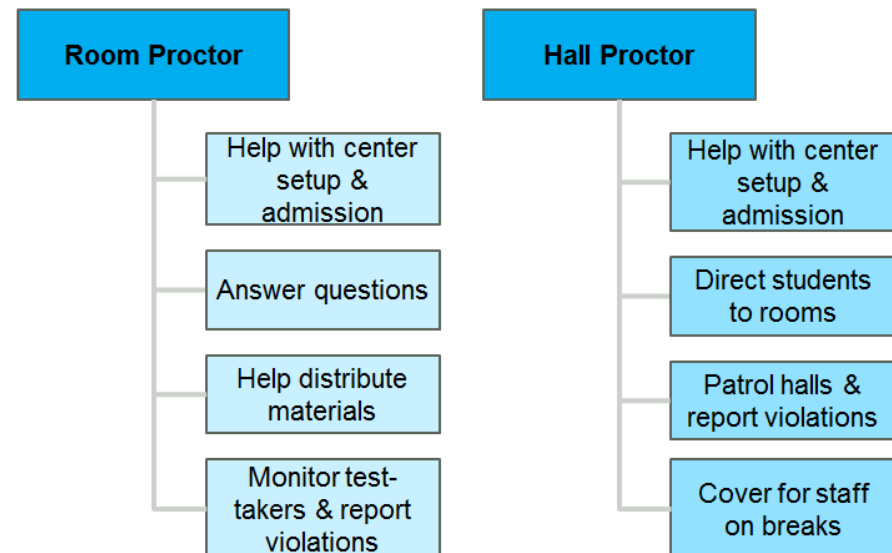 Room Proctor
Help with center
setup &
admission
Answer questions
Help distribute
materials
Monitor test-
takers & report
violations
Hall Proctor
Help with center
setup &
admission
Direct students
to rooms
Patrol halls &
report violations
Cover for staff
on breaks